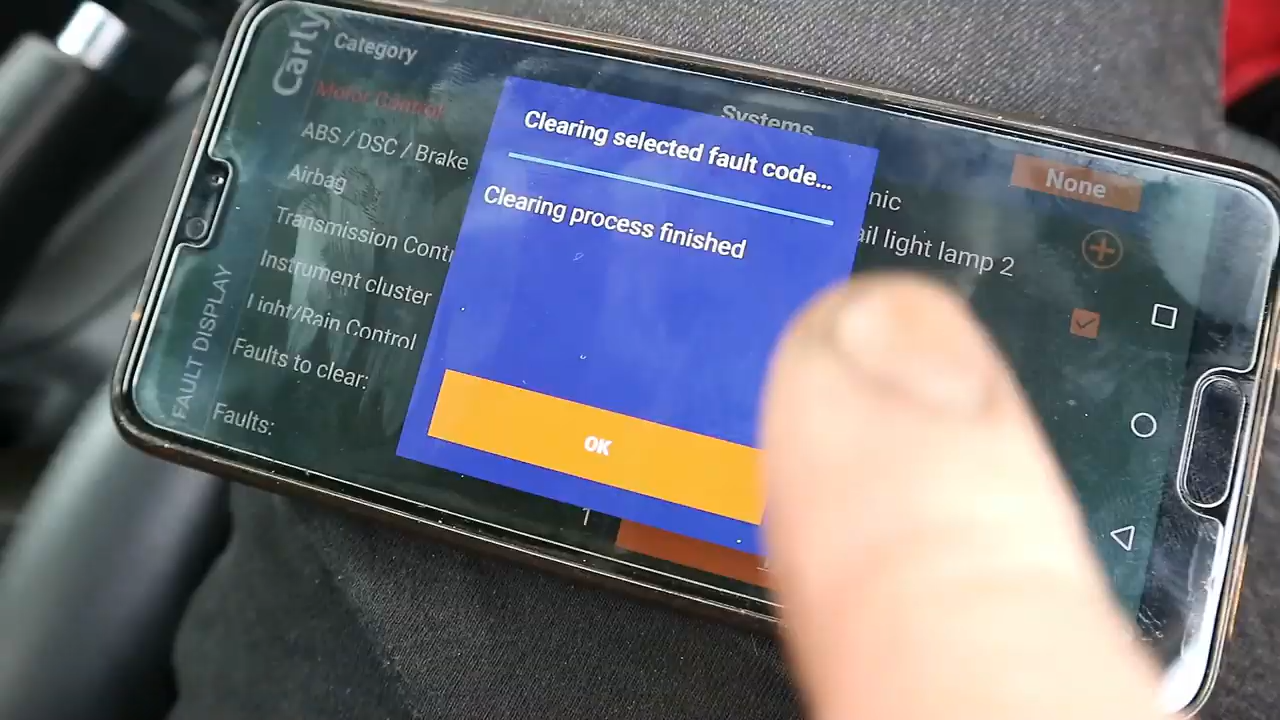 Carly
FAULT DISPLAY
Category
Motor Control
ABS / DSC / Brake
Airbag
Transmission Contr
Instrument cluster
Light/Rain Control
Faults to clear:
Faults:
Systems
None
nic
ail light lamp 2
Clearing selected fault code...
Clearing process finished
OK
1